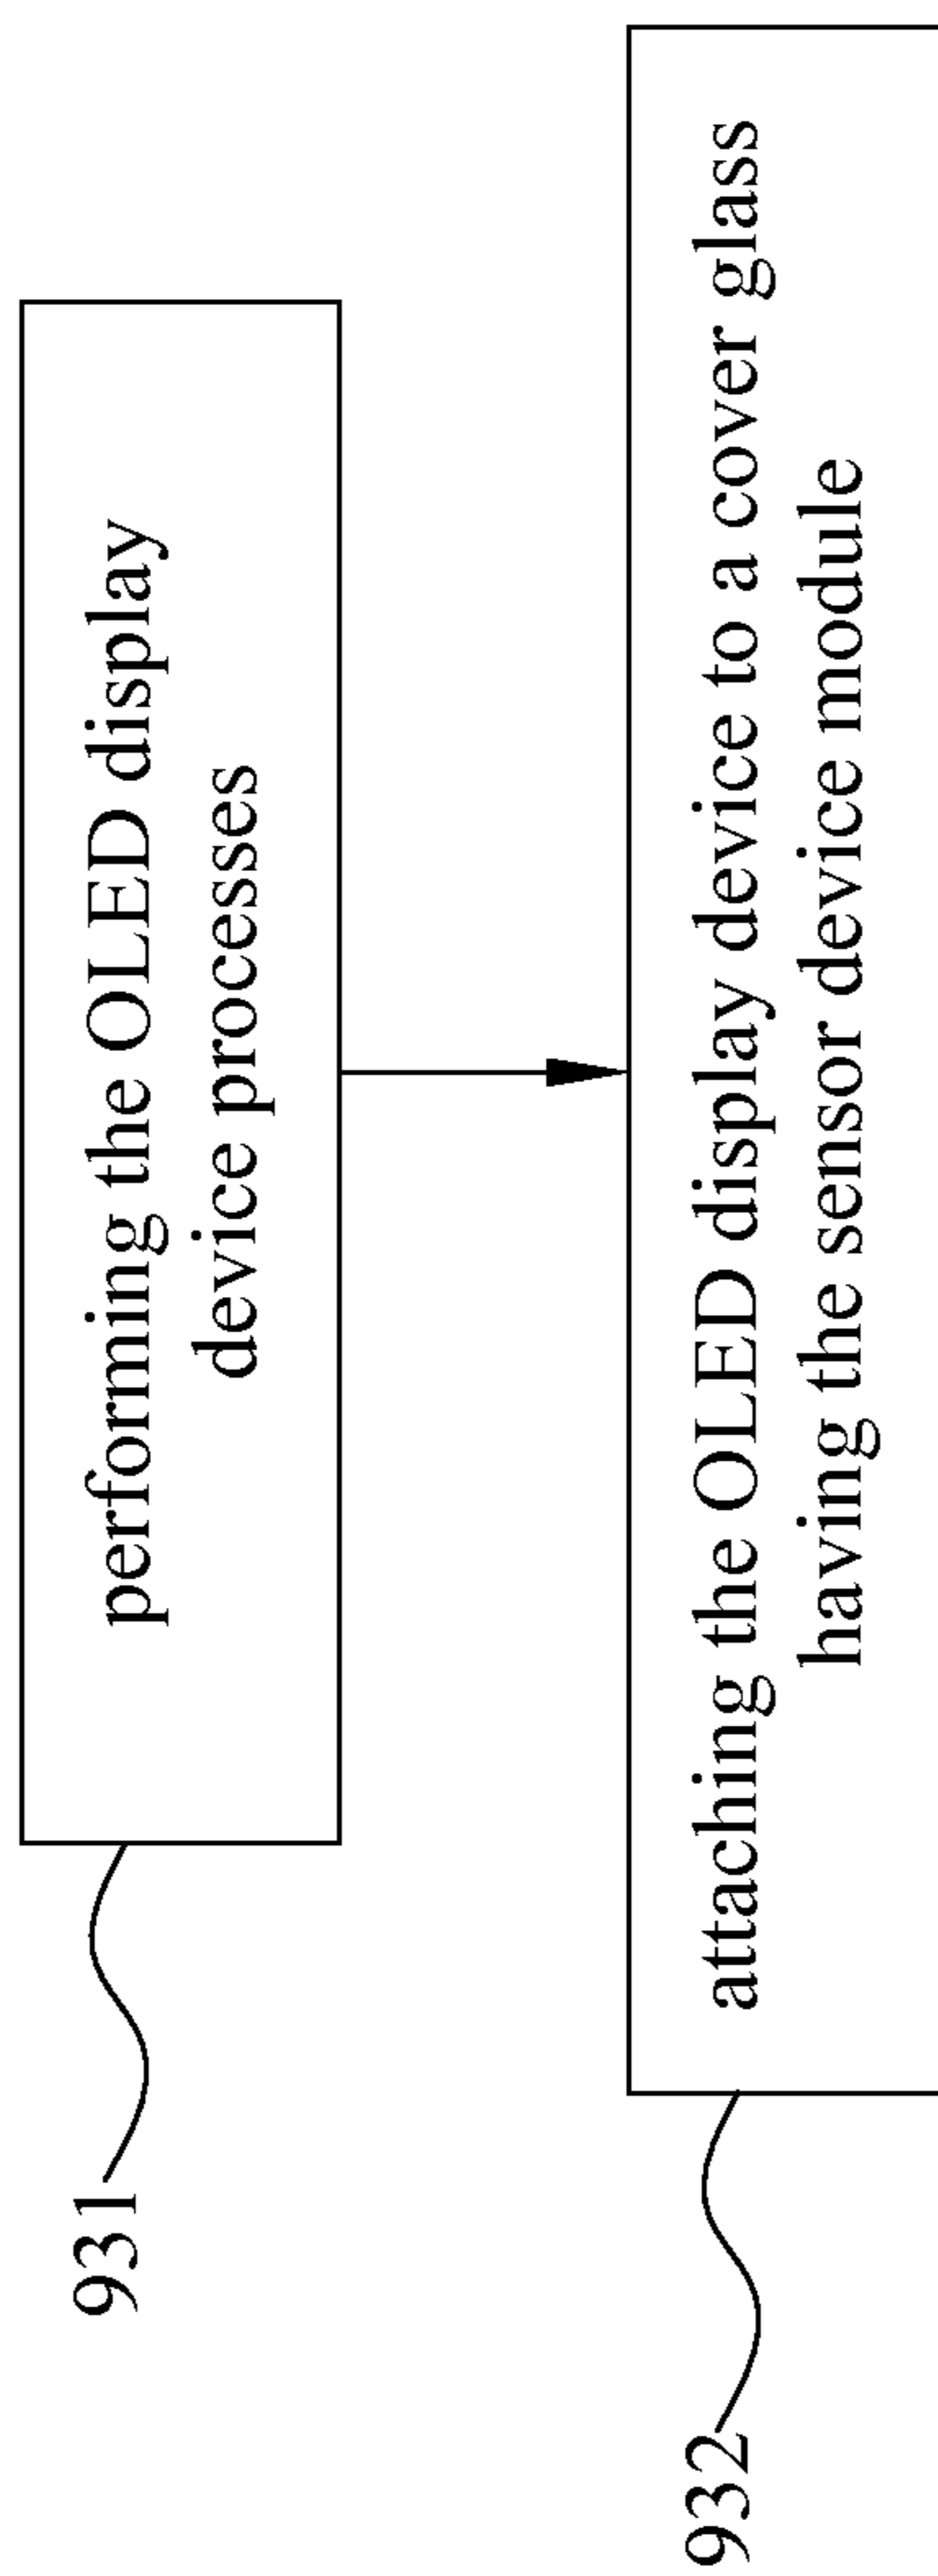 931
performing the OLED display
device processes
932
attaching the OLED display device to a cover glass
having the sensor device module